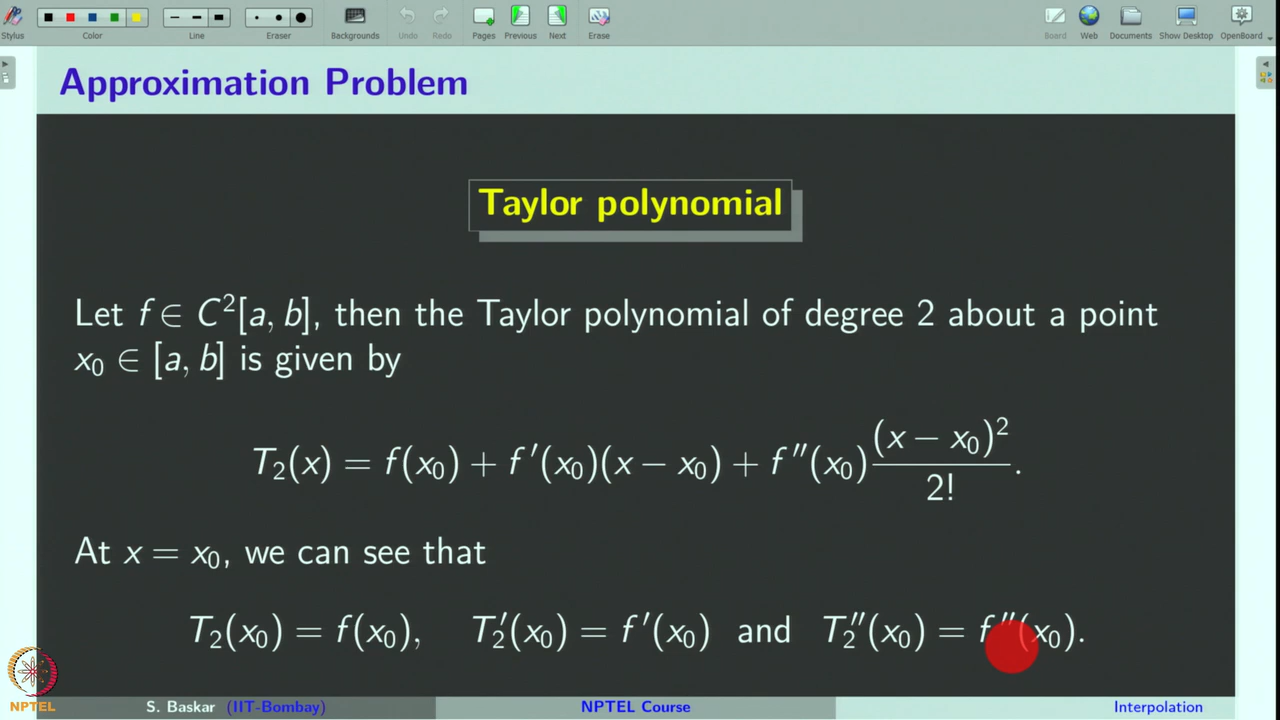 Stylus Color Line Eraser Backgrounds Undo Redo Pages Previous Next Erase Board Web Documents Show Desktop OpenBoard
Approximation Problem
Taylor polynomial
Let f ∈ C²[a, b], then the Taylor polynomial of degree 2 about a point
x₀ ∈ [a, b] is given by
T₂(x) = f(x₀) + f′(x₀)(x − x₀) + f″(x₀) (x − x₀)²/2! .
At x = x₀, we can see that
T₂(x₀) = f(x₀), T₂′(x₀) = f′(x₀) and T₂″(x₀) = f″(x₀).
NPTEL
S. Baskar (IIT-Bombay) NPTEL Course Interpolation